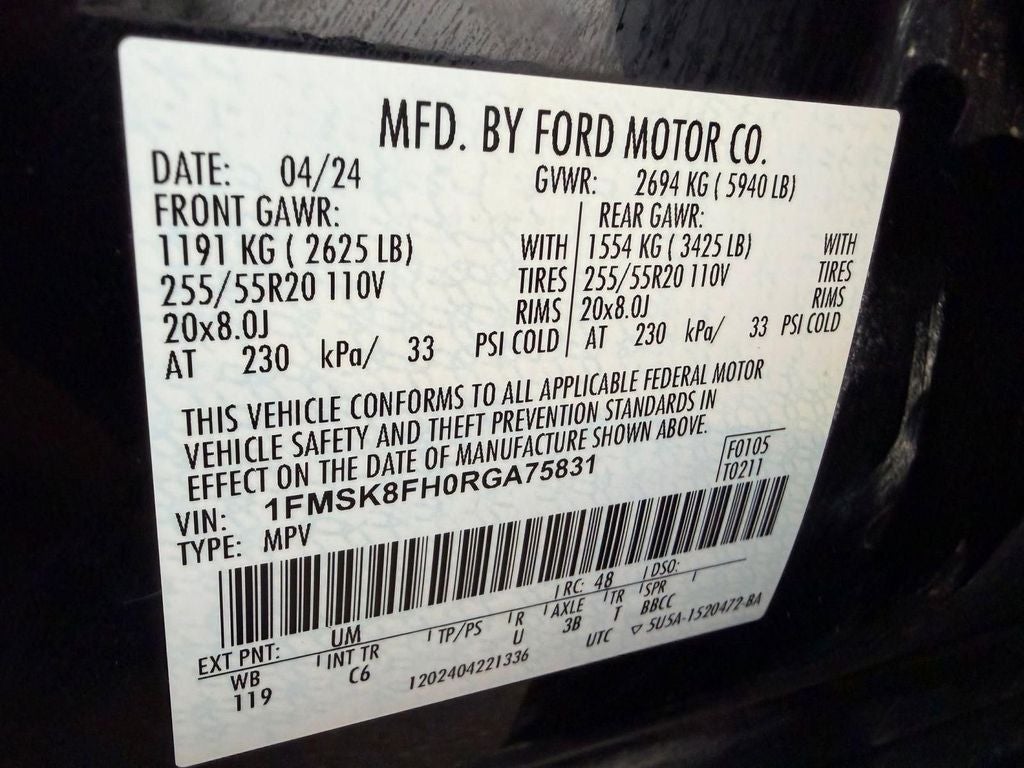 MFD. BY FORD MOTOR CO.
DATE: 04/24 GVWR: 2694 KG ( 5940 LB)
FRONT GAWR: REAR GAWR:
1191 KG ( 2625 LB) WITH 1554 KG ( 3425 LB) WITH
255/55R20 110V TIRES 255/55R20 110V TIRES
20x8.0J RIMS 20x8.0J RIMS
AT 230 kPa/ 33 PSI COLD AT 230 kPa/ 33 PSI COLD
THIS VEHICLE CONFORMS TO ALL APPLICABLE FEDERAL MOTOR
VEHICLE SAFETY AND THEFT PREVENTION STANDARDS IN
EFFECT ON THE DATE OF MANUFACTURE SHOWN ABOVE.
F0105
T0211
VIN: 1FMSK8FH0RGA75831
TYPE: MPV
EXT PNT: UM RC: 48 DSO:
WB INT TR TP/PS R AXLE TR SPR
119 C6 U 3B T BBCC
1202404221336 UTC ▽ 5U5A-1520472-BA